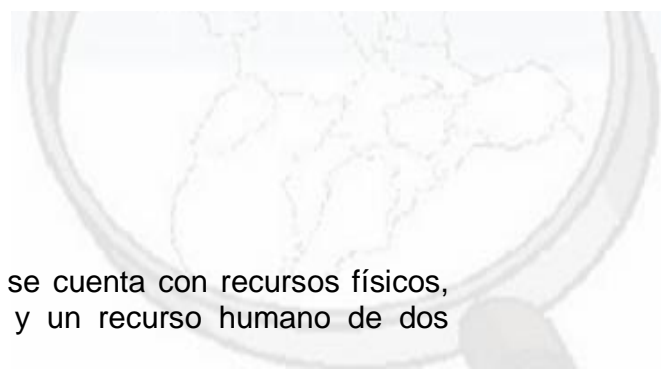 se cuenta con recursos físicos,
y un recurso humano de dos